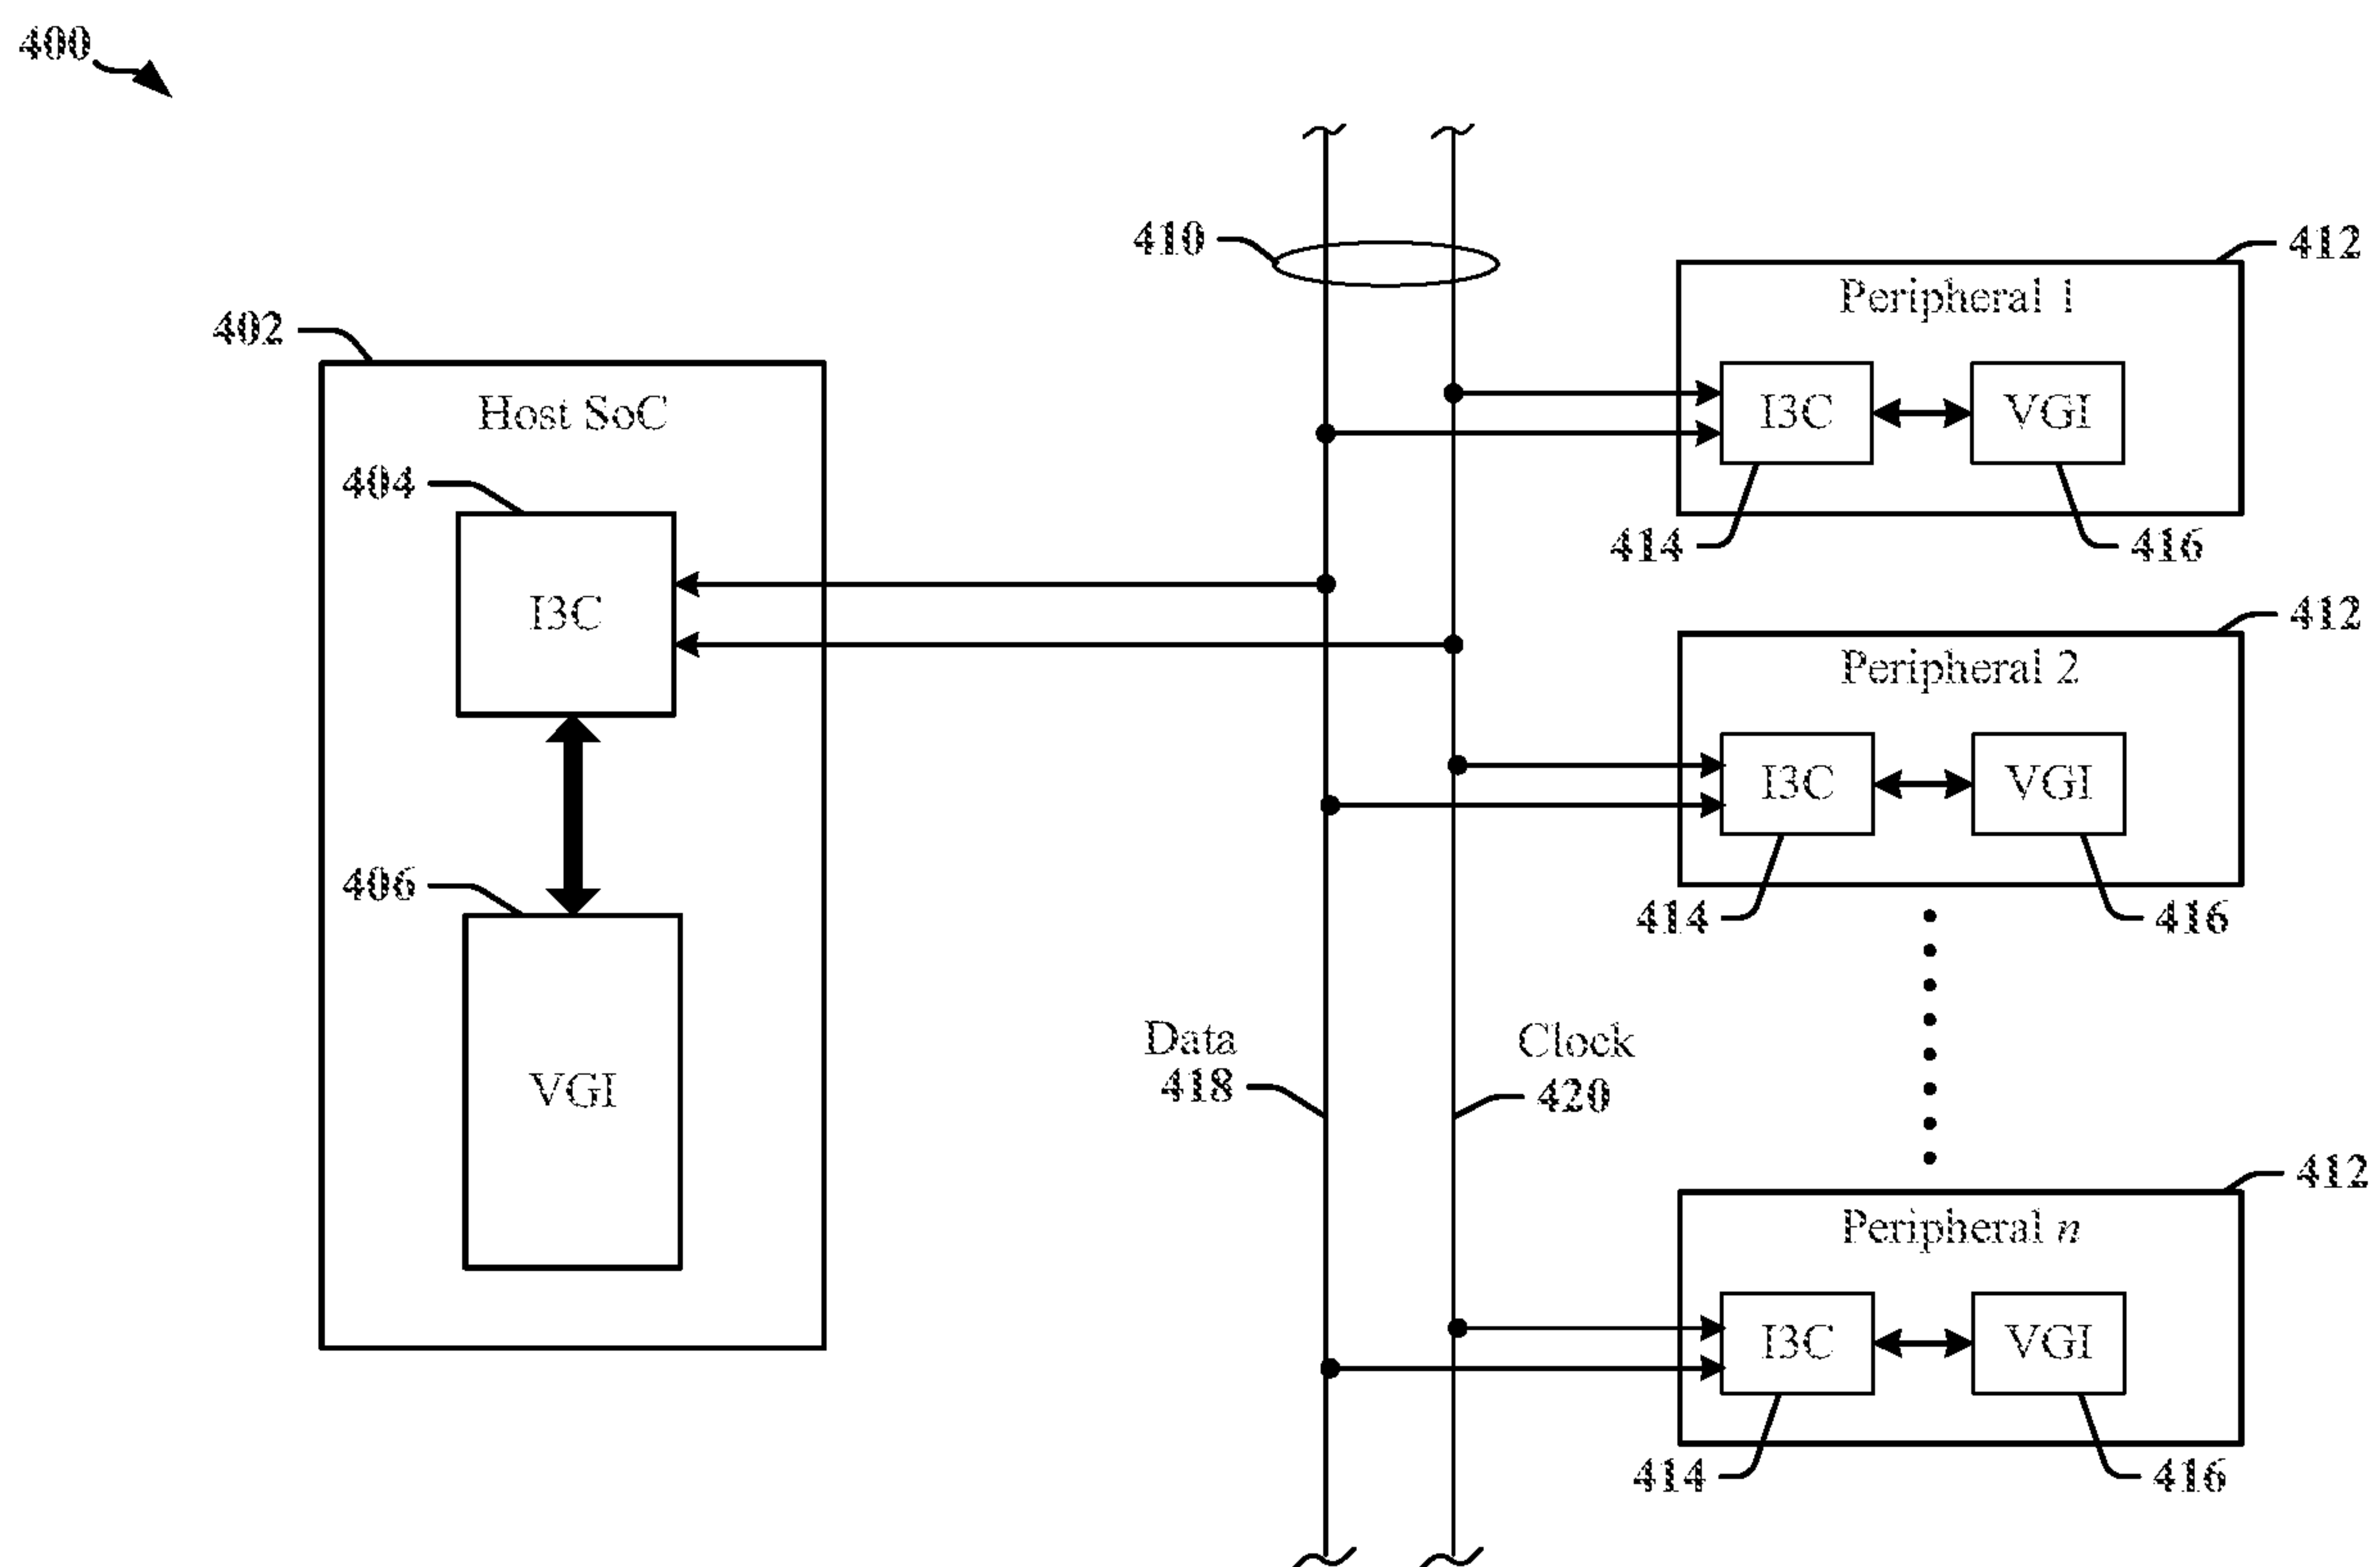 400
410
412
Peripheral 1
402
Host SoC
I3C
VGI
404
414
416
412
I3C
Peripheral 2
I3C
VGI
406
414
416
Data
418
Clock
420
VGI
412
Peripheral n
I3C
VGI
414
416